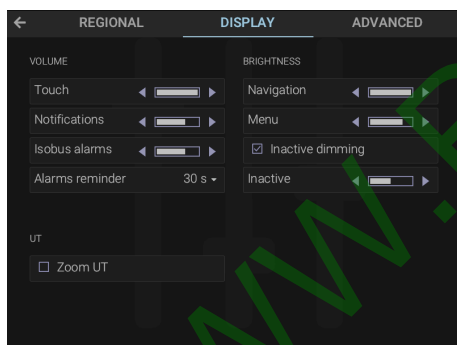 REGIONAL DISPLAY ADVANCED
VOLUME
Touch
Notifications
Isobus alarms
Alarms reminder 30 s
UT
Zoom UT
BRIGHTNESS
Navigation
Menu
Inactive dimming
Inactive